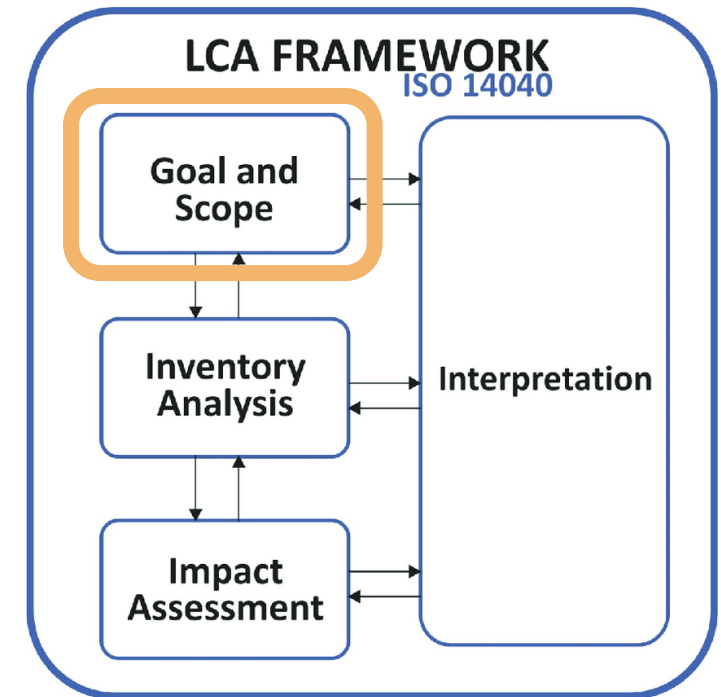 LCA FRAMEWORK
ISO 14040
Goal and
Scope
Inventory
Analysis
Interpretation
Impact
Assessment